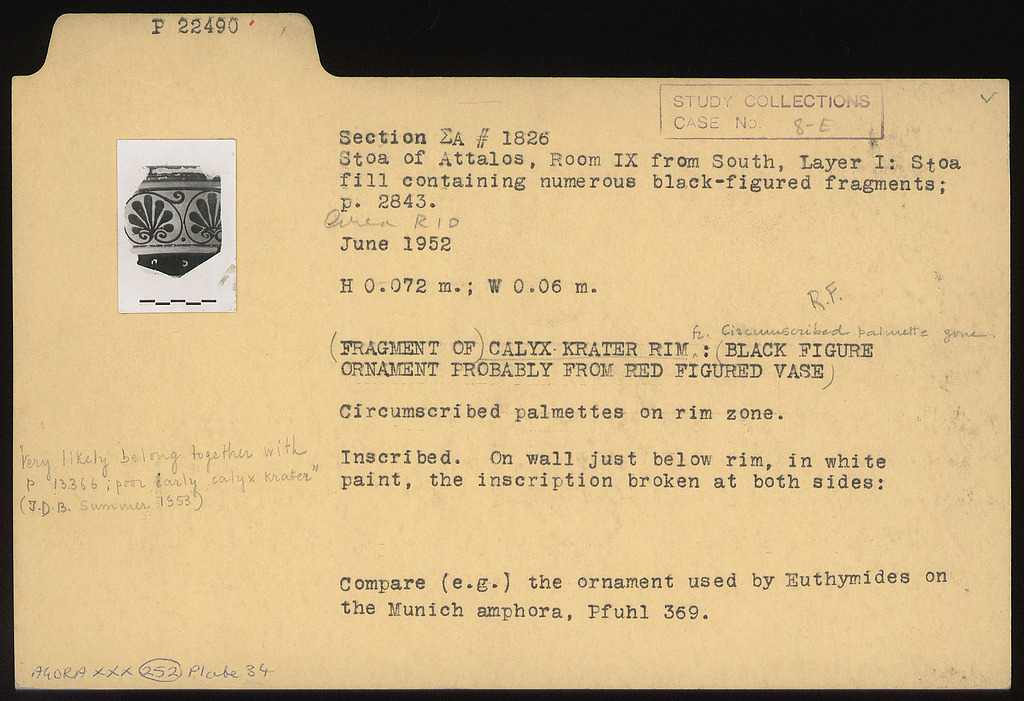 P 22490
STUDY COLLECTIONS
CASE No. 8-E
Section ΣΑ # 1826
Stoa of Attalos, Room IX from South, Layer I: Stoa
fill containing numerous black-figured fragments;
p. 2843.
Area R10
June 1952
H 0.072 m.; W 0.06 m.
R.F.
fr. Circumscribed palmette zone.
(FRAGMENT OF) CALYX-KRATER RIM : (BLACK FIGURE
ORNAMENT PROBABLY FROM RED FIGURED VASE)
Circumscribed palmettes on rim zone.
Inscribed. On wall just below rim, in white
paint, the inscription broken at both sides:
"Very likely belong together with
P 13366; poor early calyx krater"
(J.D.B. Summer 1953)
Compare (e.g.) the ornament used by Euthymides on
the Munich amphora, Pfuhl 369.
AGORA XXX 252 Plate 34